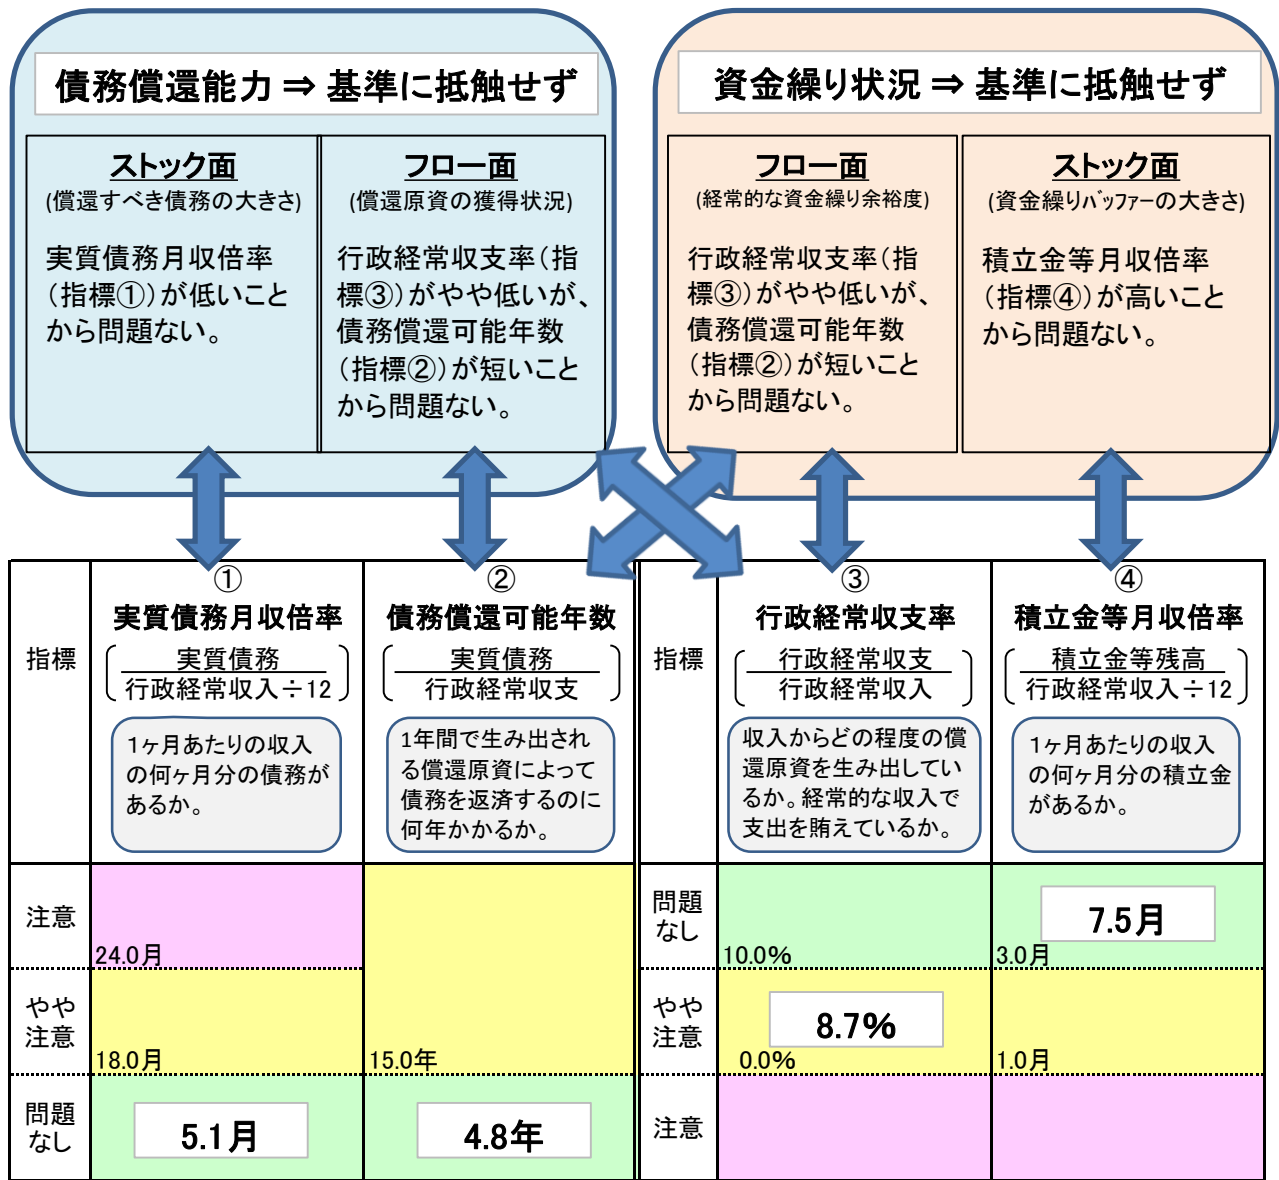 債務償還能力 ⇒ 基準に抵触せず
ストック面
(償還すべき債務の大きさ)
実質債務月収倍率
(指標①)が低いこと
から問題ない。
フロー面
(償還原資の獲得状況)
行政経常収支率(指
標③)がやや低いが、
債務償還可能年数
(指標②)が短いこと
から問題ない。
資金繰り状況 ⇒ 基準に抵触せず
フロー面
(経常的な資金繰り余裕度)
行政経常収支率(指
標③)がやや低いが、
債務償還可能年数
(指標②)が短いこと
から問題ない。
ストック面
(資金繰りバッファーの大きさ)
積立金等月収倍率
(指標④)が高いこと
から問題ない。
指標
①
実質債務月収倍率
実質債務
行政経常収入÷12
1ヶ月あたりの収入
の何ヶ月分の債務が
あるか。
②
債務償還可能年数
実質債務
行政経常収支
1年間で生み出され
る償還原資によって
債務を返済するのに
何年かかるか。
指標
③
行政経常収支率
行政経常収支
行政経常収入
収入からどの程度の償
還原資を生み出してい
るか。経常的な収入で
支出を賄えているか。
④
積立金等月収倍率
積立金等残高
行政経常収入÷12
1ヶ月あたりの収入
の何ヶ月分の積立金
があるか。
注意
24.0月
やや
注意
18.0月
15.0年
問題
なし
5.1月
4.8年
問題
なし
10.0%
7.5月
3.0月
やや
注意
8.7%
0.0%
1.0月
注意